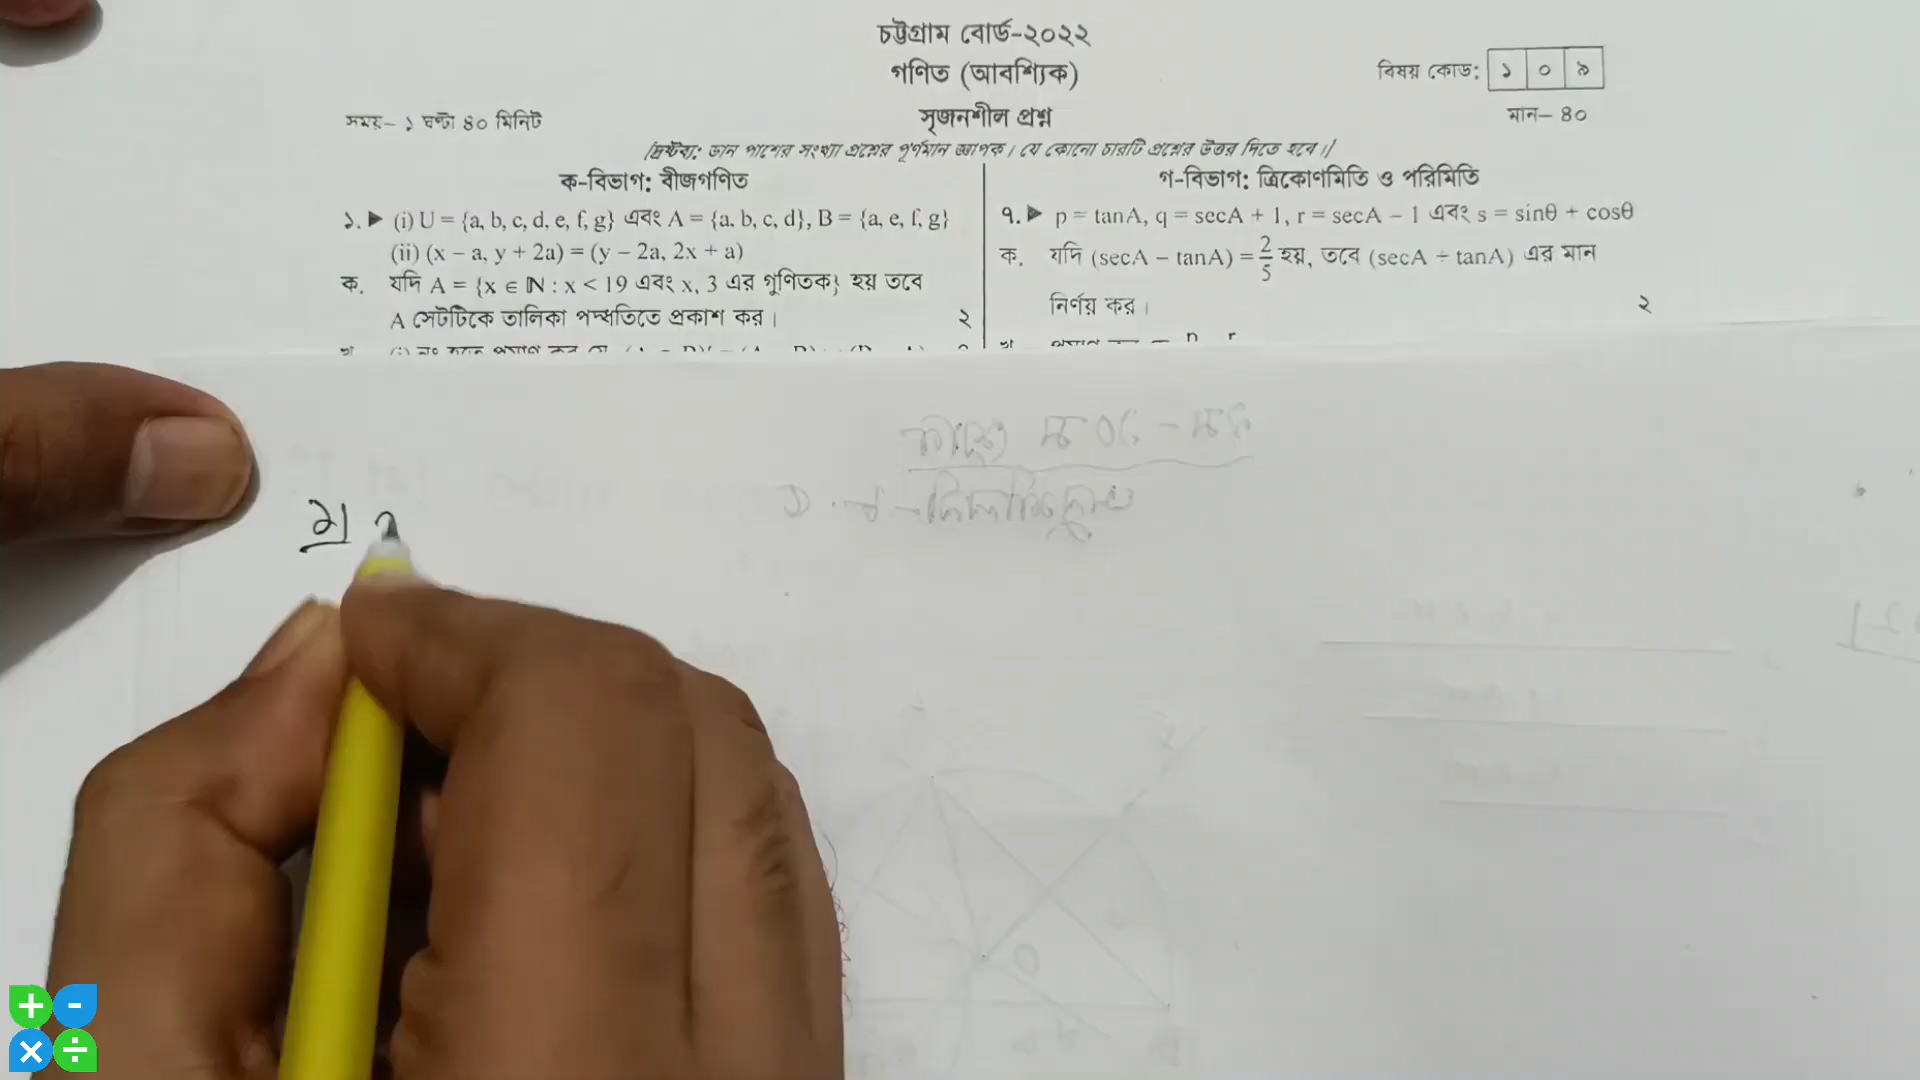 চট্টগ্রাম বোর্ড-২০২২
গণিত (আবশ্যিক)
বিষয় কোড: ১ ০ ৯
সময়– ১ ঘণ্টা ৪০ মিনিট
সৃজনশীল প্রশ্ন
মান– ৪০
[দ্রষ্টব্য: ডান পাশের সংখ্যা প্রশ্নের পূর্ণমান জ্ঞাপক। যে কোনো চারটি প্রশ্নের উত্তর দিতে হবে।]
ক-বিভাগ: বীজগণিত
১. ▶ (i) U = {a, b, c, d, e, f, g} এবং A = {a. b, c, d}, B = {a, e, f, g}
(ii) (x – a, y + 2a) = (y – 2a, 2x + a)
ক. যদি A = {x ∈ ℕ : x < 19 এবং x, 3 এর গুণিতক} হয় তবে
A সেটটিকে তালিকা পদ্ধতিতে প্রকাশ কর। ২
গ-বিভাগ: ত্রিকোণমিতি ও পরিমিতি
৭. ▶ p = tanA, q = secA + 1, r = secA – 1 এবং s = sinθ + cosθ
ক. যদি (secA – tanA) = 2/5 হয়, তবে (secA + tanA) এর মান
নির্ণয় কর। ২